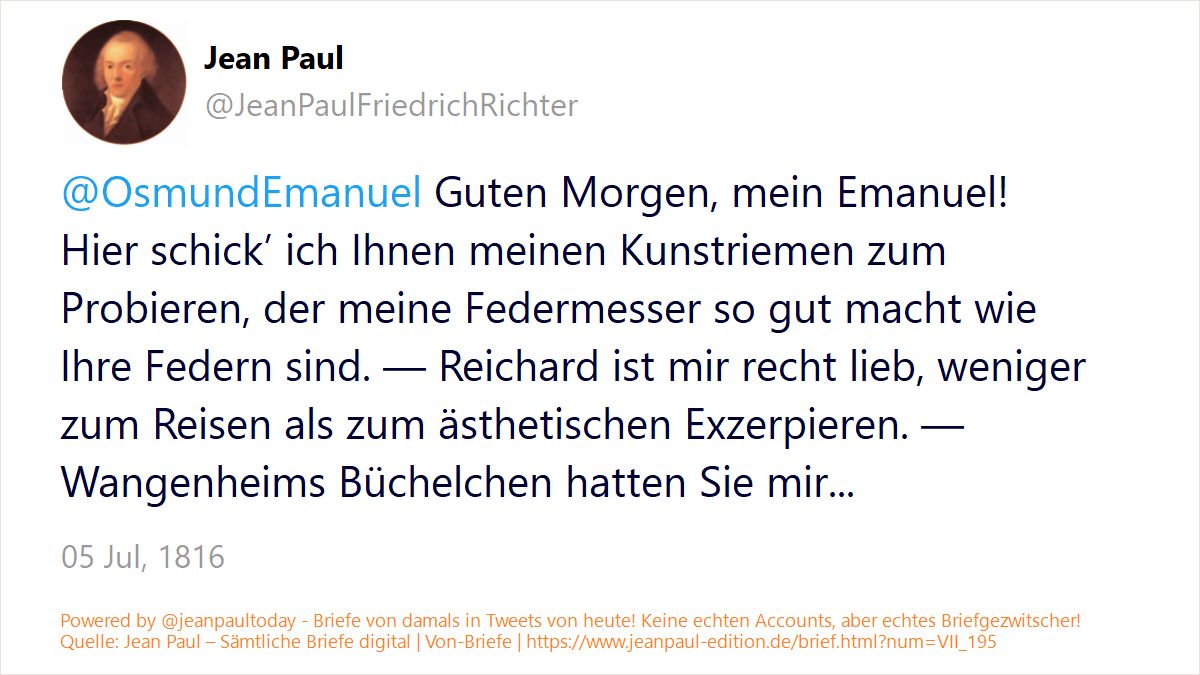 Jean Paul
@JeanPaulFriedrichRichter
@OsmundEmanuel Guten Morgen, mein Emanuel!
Hier schick’ ich Ihnen meinen Kunstriemen zum
Probieren, der meine Federmesser so gut macht wie
Ihre Federn sind. — Reichard ist mir recht lieb, weniger
zum Reisen als zum ästhetischen Exzerpieren. —
Wangenheims Büchelchen hatten Sie mir...
05 Jul, 1816
Powered by @jeanpaultoday - Briefe von damals in Tweets von heute! Keine echten Accounts, aber echtes Briefgezwitscher!
Quelle: Jean Paul – Sämtliche Briefe digital | Von-Briefe | https://www.jeanpaul-edition.de/brief.html?num=VII_195